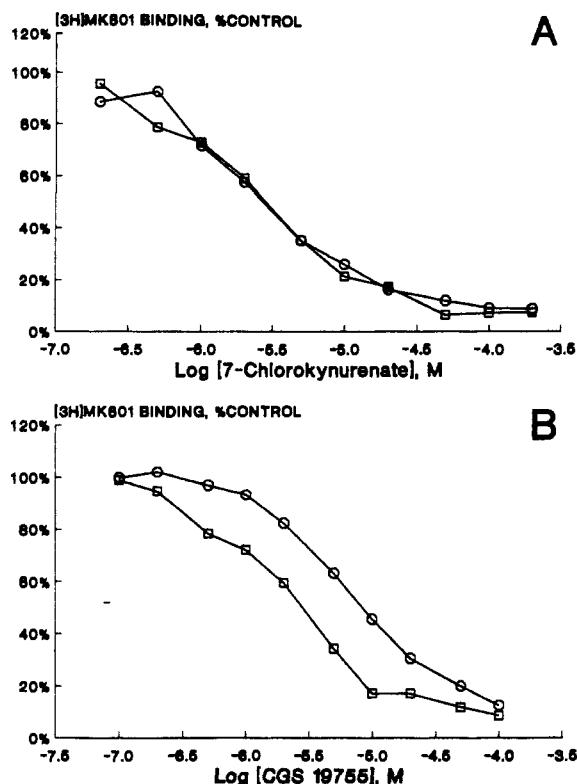 [3H]MK801 BINDING, %CONTROL
A
120%
100%
80%
60%
40%
20%
0%
-7.0 -6.5 -6.0 -5.5 -5.0 -4.5 -4.0 -3.5
Log [7-Chlorokynurenate], M
[3H]MK801 BINDING, %CONTROL
B
120%
100%
80%
60%
40%
20%
0%
-7.5 -7.0 -6.5 -6.0 -5.5 -5.0 -4.5 -4.0 -3.5
Log [CGS 19755], M